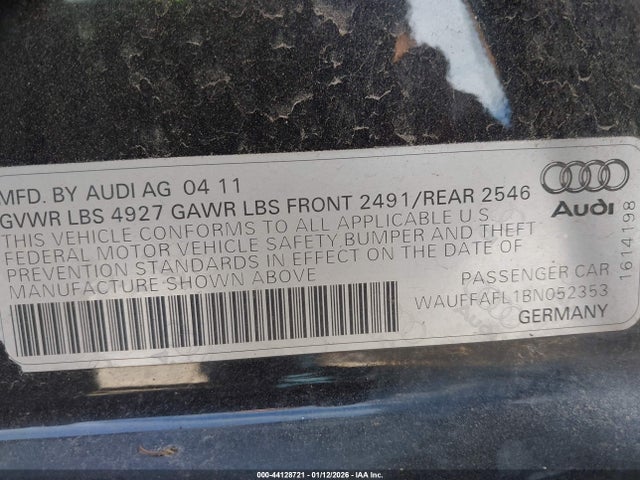 MFD. BY AUDI AG 04 11
GVWR LBS 4927 GAWR LBS FRONT 2491/REAR 2546
THIS VEHICLE CONFORMS TO ALL APPLICABLE U.S.
FEDERAL MOTOR VEHICLE SAFETY, BUMPER AND THEFT
PREVENTION STANDARDS IN EFFECT ON THE DATE OF
MANUFACTURE SHOWN ABOVE
Audi
1614198
PASSENGER CAR
WAUFFAFL1BN052353
GERMANY
000-44128721 - 01/12/2026 - IAA Inc.